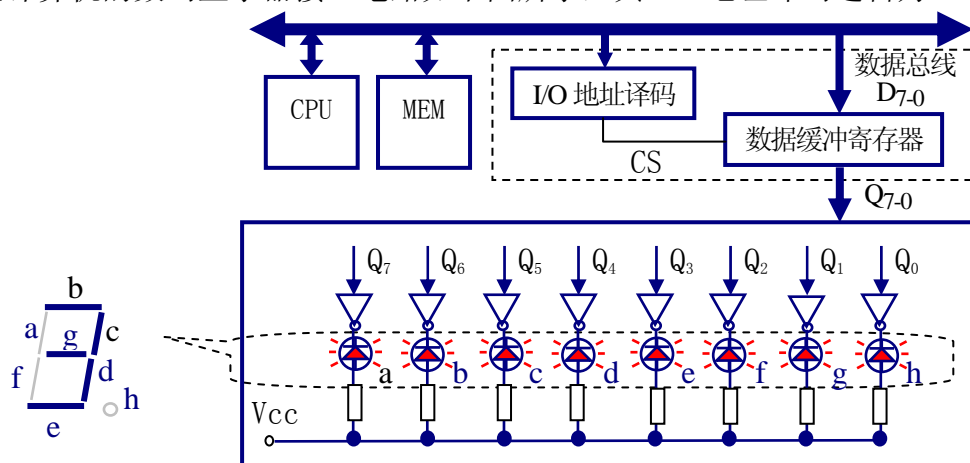 数据总线
CPU
MEM
I/O 地址译码
D7-0
数据缓冲寄存器
CS
Q7-0
Q7 Q6 Q5 Q4 Q3 Q2 Q1 Q0
b
a
g
c
f
d
h
e
a b c d e f g h
Vcc